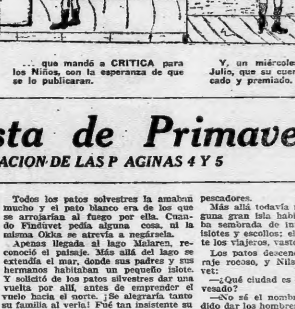 ... que mandó a CRITICA para
los Niños, con la esperanza de que
se lo publicaran.
Y, un miércoles
Julio, que su cuen
cado y premiado.
sta de Primave
ACION DE LAS P AGINAS 4 Y 5
Todos los patos silvestres la amaban
mucho y el pato blanco era de los que
se arrojarían al fuego por ella. Cuan-
do Finduvet pedía alguna cosa, ni la
misma Okka se atrevía a negársela.
Apenas llegada al lago Malaren, re-
conoció el paisaje. Más allá del lago se
extendía el mar, donde sus padres y sus
hermanos habitaban un pequeño islote.
Y solicitó de los patos silvestres dar una
vuelta por allí, antes de emprender el
vuelo hacia el norte. ¡Se alegraría tanto
su familia al verla! Fué tan insistente su
pescadores.
Más allá todavía l
guna gran isla habí
ba sembrada de in
islotes y escollos; el
te los viajeros, vasto
Los patos descend
raje rocoso, y Nils
vet:
—¿Qué ciudad es
vesado?
—No sé el nomb
dido dar los hombre